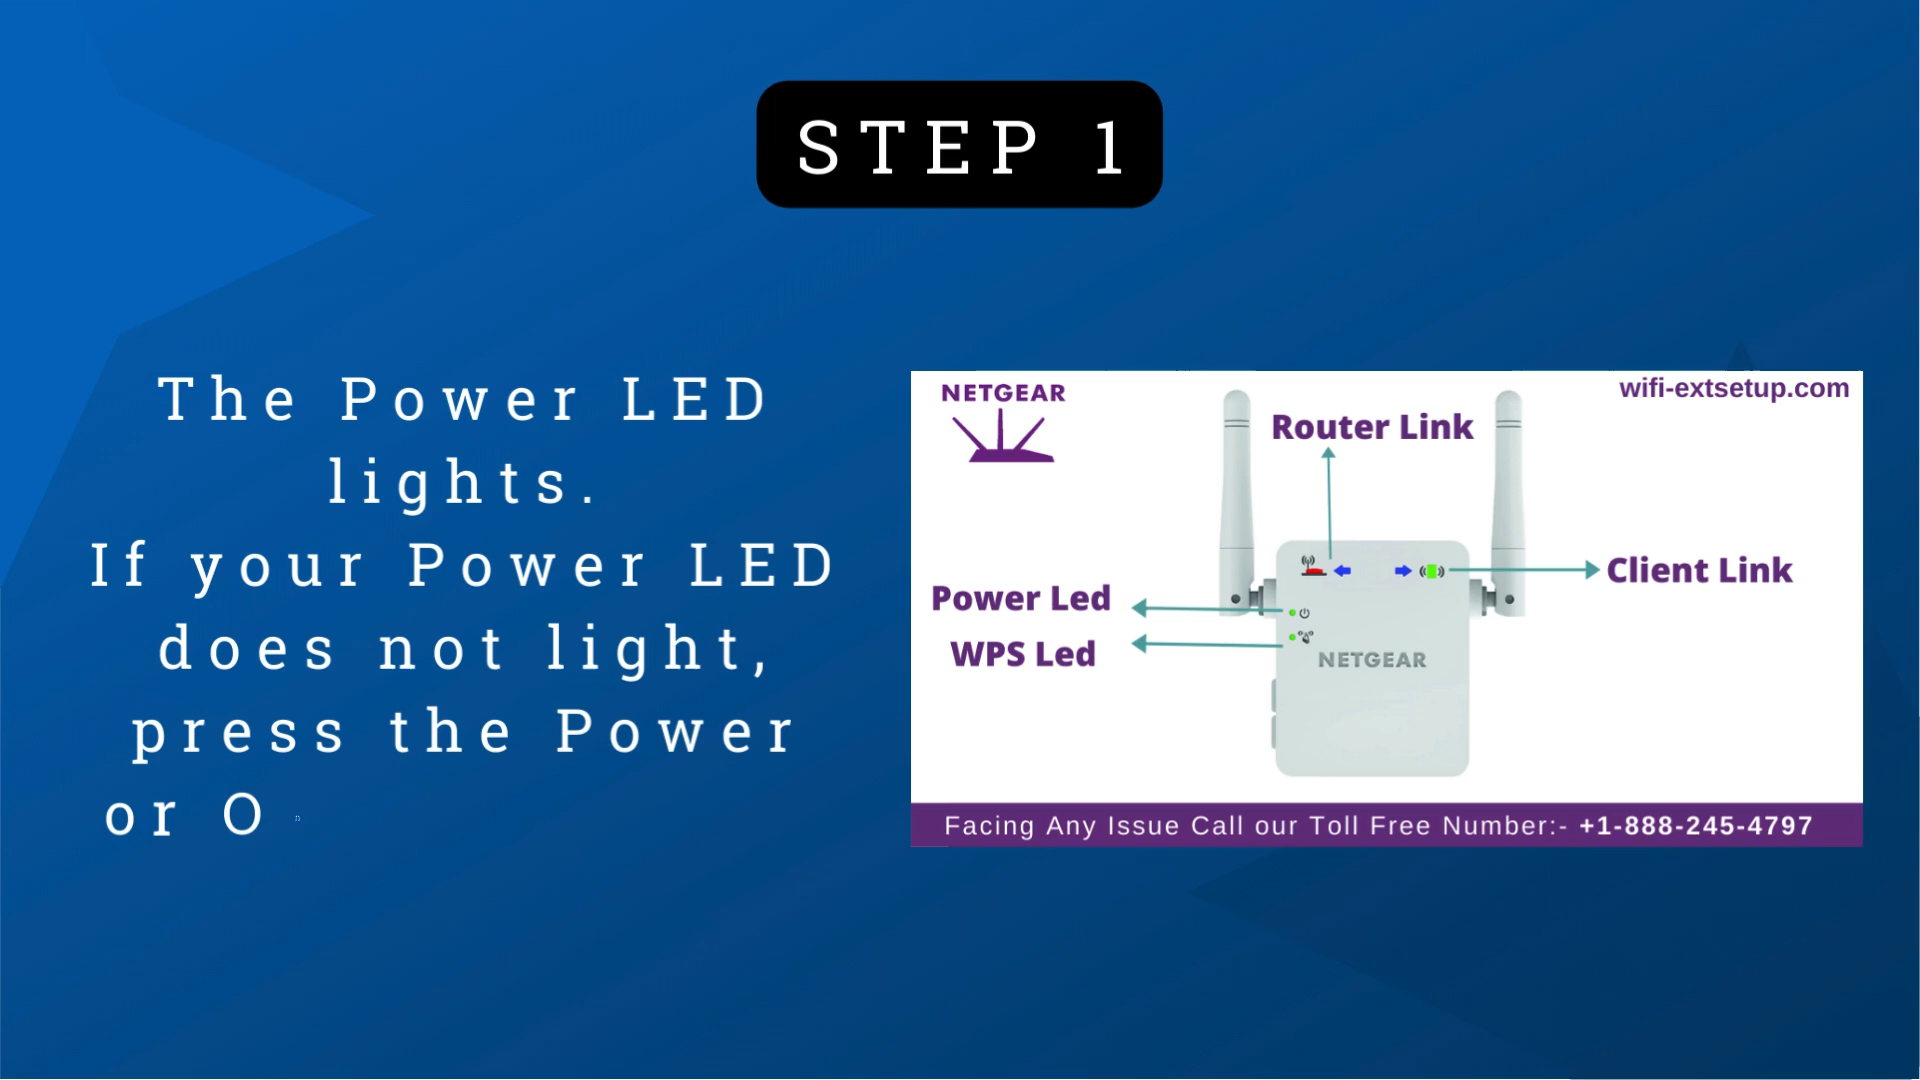 STEP 1
The Power LED
lights.
If your Power LED
does not light,
press the Power
or On
NETGEAR
wifi-extsetup.com
Router Link
Client Link
Power Led
WPS Led
NETGEAR
Facing Any Issue Call our Toll Free Number:- +1-888-245-4797